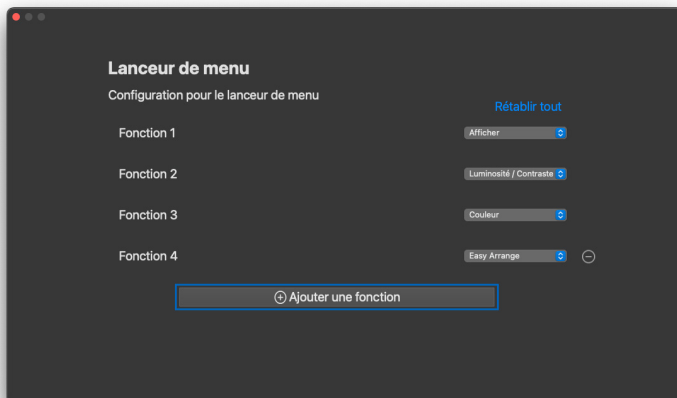 Lanceur de menu
Configuration pour le lanceur de menu
Rétablir tout
Fonction 1 Afficher
Fonction 2 Luminosité / Contraste
Fonction 3 Couleur
Fonction 4 Easy Arrange
Ajouter une fonction